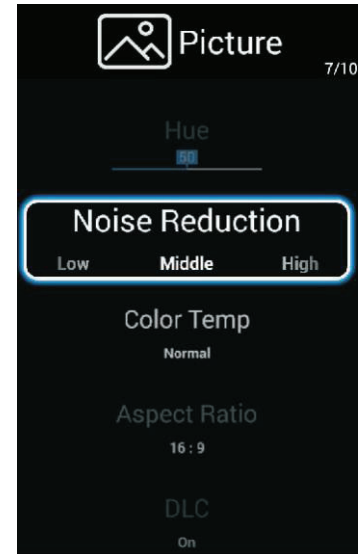 Picture
7/10
Hue
50
Noise Reduction
Low Middle High
Color Temp
Normal
Aspect Ratio
16 : 9
DLC
On